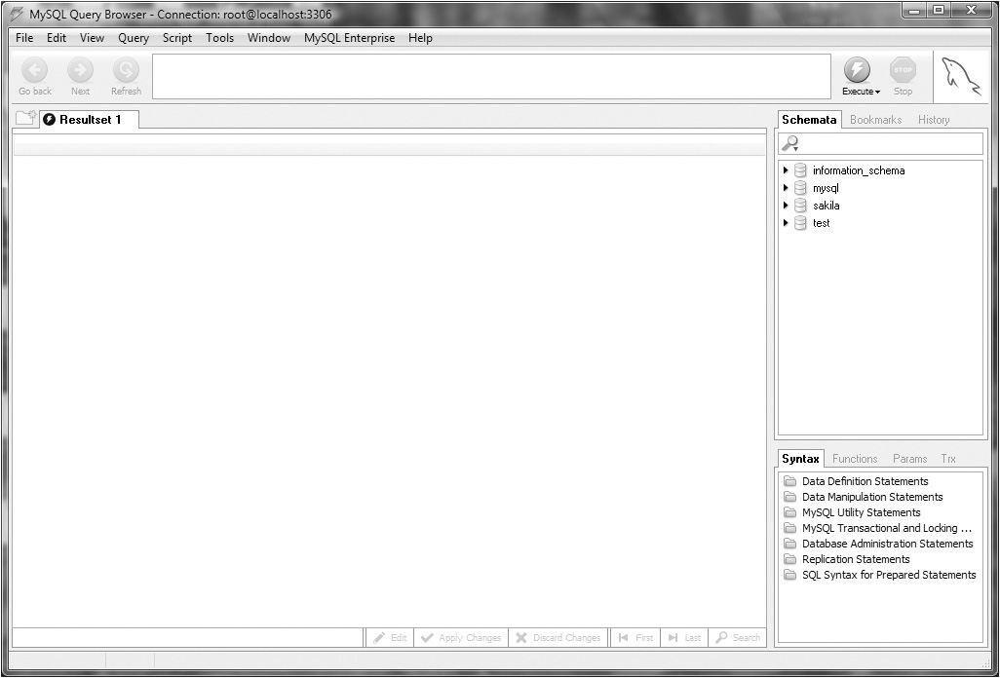 MySQL Query Browser - Connection: root@localhost:3306
File Edit View Query Script Tools Window MySQL Enterprise Help
Go back Next Refresh Execute STOP Stop
Resultset 1
Schemata Bookmarks History
information_schema
mysql
sakila
test
Syntax Functions Params Trx
Data Definition Statements
Data Manipulation Statements
MySQL Utility Statements
MySQL Transactional and Locking ...
Database Administration Statements
Replication Statements
SQL Syntax for Prepared Statements
Edit Apply Changes Discard Changes First Last Search